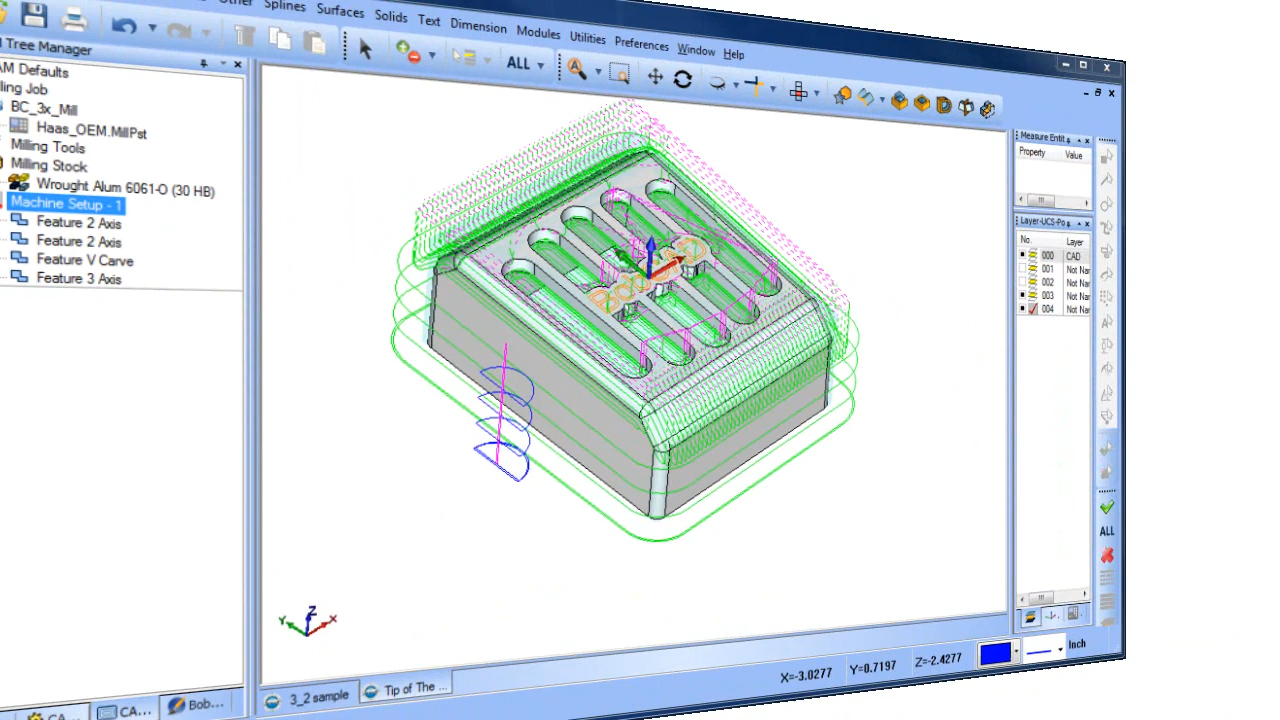 Other Splines Surfaces Solids Text Dimension Modules Utilities Preferences Window Help
Tree Manager
ALL
AM Defaults
ling Job
BC_3x_Mill
Haas_OEM.MillPst
Milling Tools
Milling Stock
Wrought Alum 6061-O (30 HB)
Machine Setup - 1
Feature 2 Axis
Feature 2 Axis
Feature V Carve
Feature 3 Axis
Z
Y
X
Measure Entit
Property Value
Layer-UCS-Po
No. Layer
000 CAD
001 Not Nar
002 Not Nar
003 Not Nar
004 Not Nar
ALL
3_2 sample
Tip of The ...
CA...
CA...
Bob...
X=-3.0277 Y=0.7197 Z=-2.4277 Inch